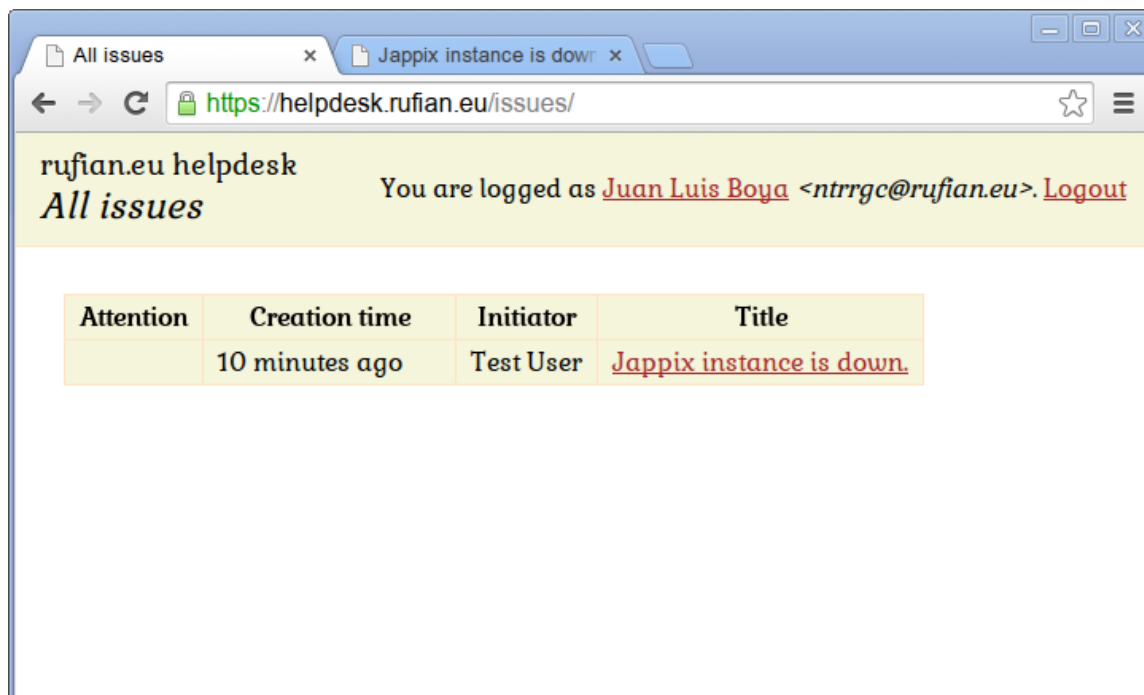 All issues
Jappix instance is down
https://helpdesk.rufian.eu/issues/
rufian.eu helpdesk
All issues
You are logged as Juan Luis Boya <ntrrgc@rufian.eu>. Logout
Attention Creation time Initiator Title
10 minutes ago Test User Jappix instance is down.